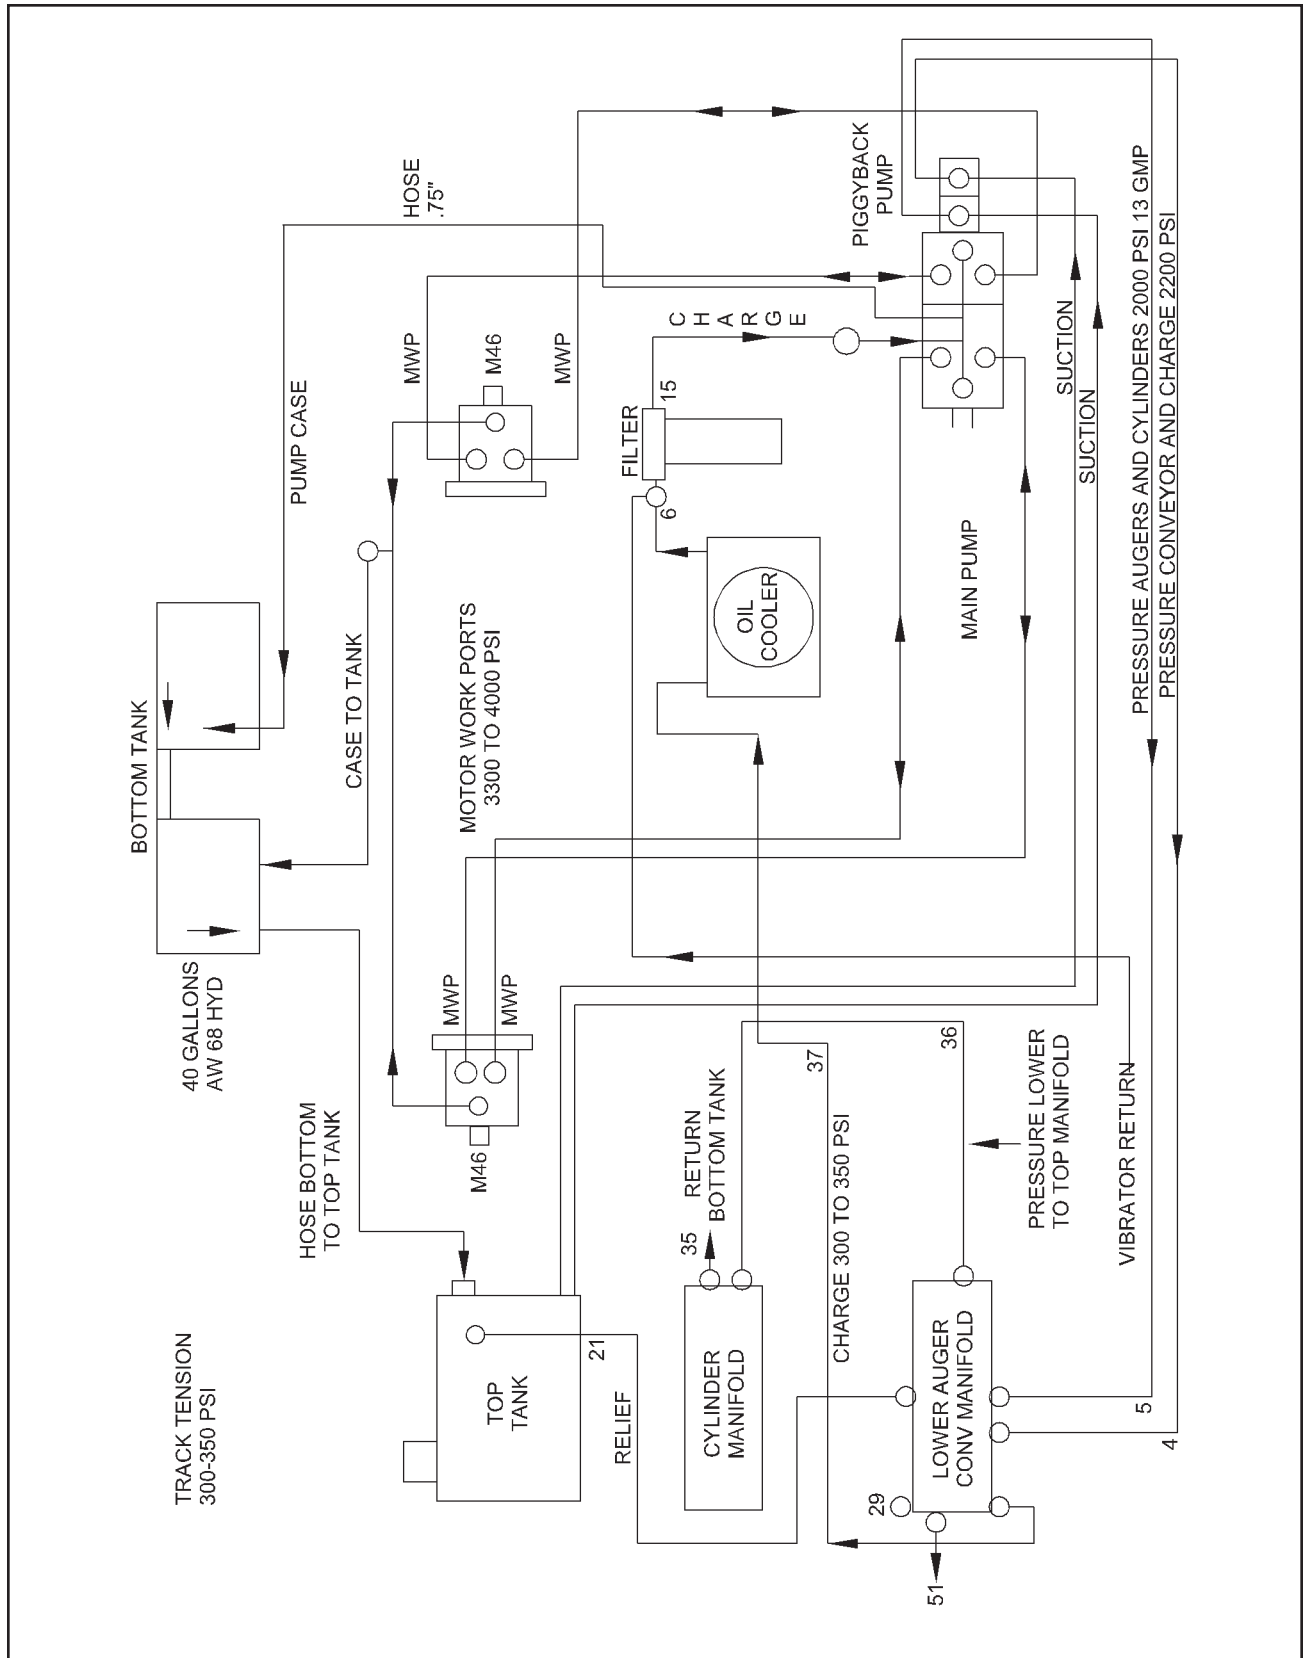 TRACK TENSION
300-350 PSI
40 GALLONS
AW 68 HYD
BOTTOM TANK
HOSE BOTTOM
TO TOP TANK
CASE TO TANK
PUMP CASE
HOSE
.75"
M46
MWP
MWP
MOTOR WORK PORTS
3300 TO 4000 PSI
MWP
MWP
M46
TOP
TANK
21
RELIEF
CYLINDER
MANIFOLD
35
RETURN
BOTTOM TANK
37
CHARGE 300 TO 350 PSI
OIL
COOLER
6
FILTER
15
CHARGE
PIGGYBACK
PUMP
MAIN PUMP
36
PRESSURE LOWER
TO TOP MANIFOLD
29
LOWER AUGER
CONV MANIFOLD
51
5
4
VIBRATOR RETURN
SUCTION
SUCTION
PRESSURE AUGERS AND CYLINDERS 2000 PSI 13 GMP
PRESSURE CONVEYOR AND CHARGE 2200 PSI